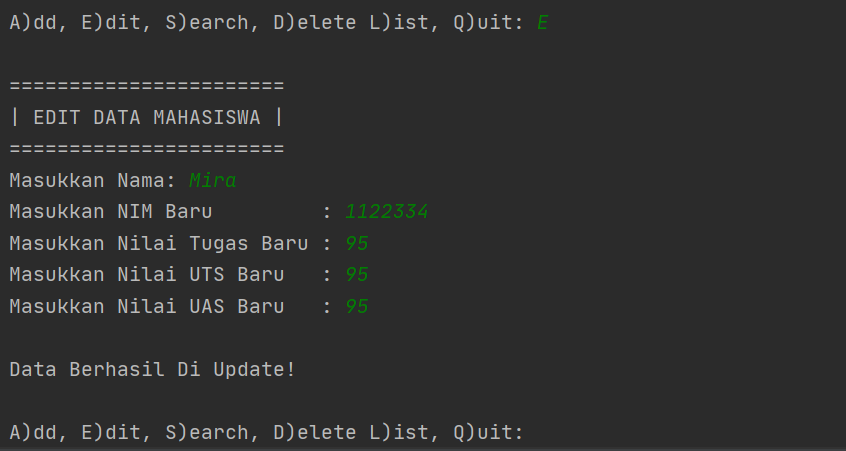 A)dd, E)dit, S)earch, D)elete L)ist, Q)uit: E
=======================
| EDIT DATA MAHASISWA |
=======================
Masukkan Nama: Mira
Masukkan NIM Baru         : 1122334
Masukkan Nilai Tugas Baru : 95
Masukkan Nilai UTS Baru   : 95
Masukkan Nilai UAS Baru   : 95
Data Berhasil Di Update!
A)dd, E)dit, S)earch, D)elete L)ist, Q)uit: